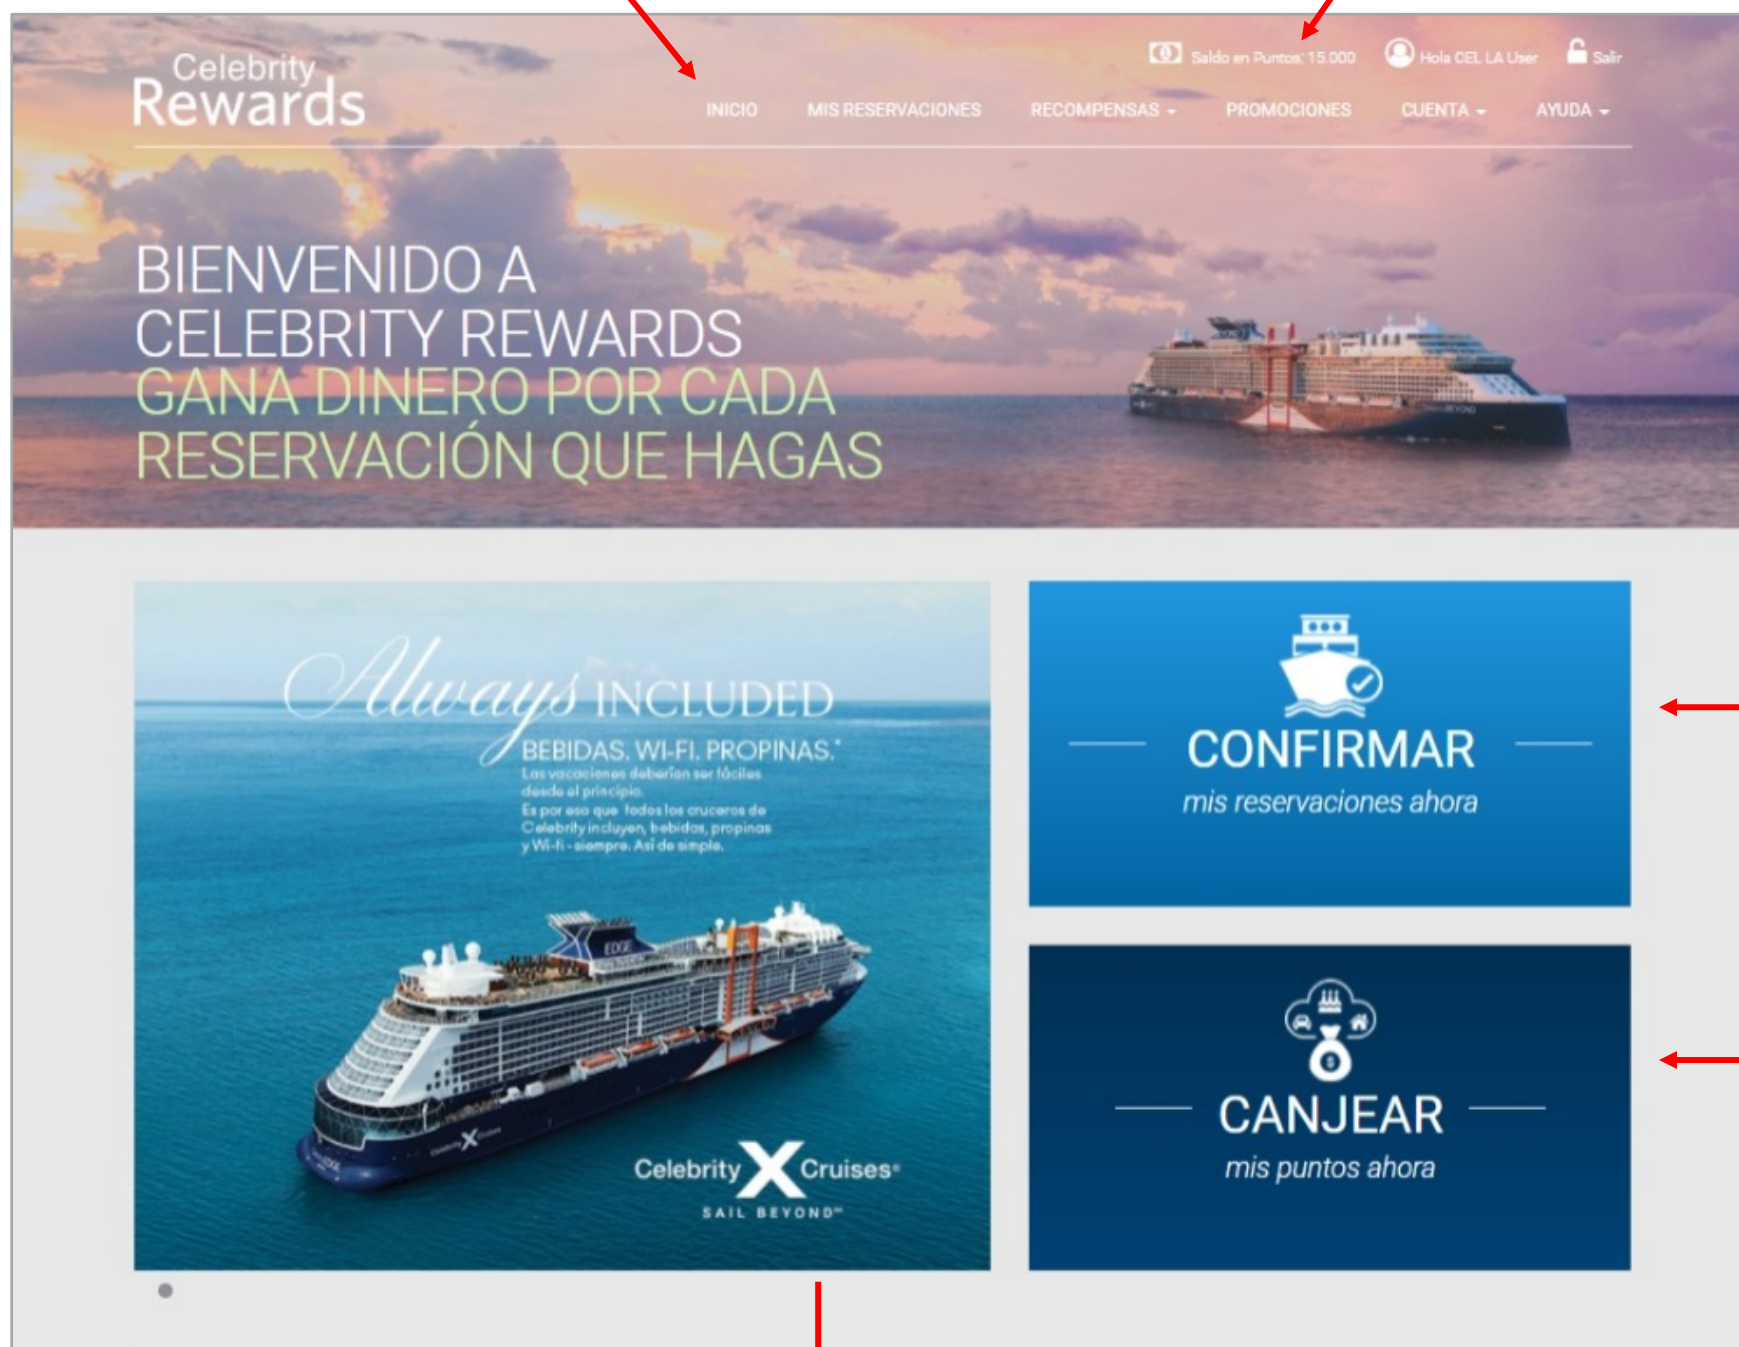 Celebrity
Rewards
Saldo en Puntos: 15.000
Hola CEL LA User
Salir
INICIO
MIS RESERVACIONES
RECOMPENSAS
PROMOCIONES
CUENTA
AYUDA
BIENVENIDO A
CELEBRITY REWARDS
GANA DINERO POR CADA
RESERVACIÓN QUE HAGAS
Always INCLUDED
BEBIDAS. WI-FI. PROPINAS.*
Las vacaciones deberían ser fáciles
desde el principio.
Es por eso que todos los cruceros de
Celebrity incluyen, bebidas, propinas
y Wi-fi - siempre. Así de simple.
EDGE
Celebrity X Cruises®
SAIL BEYOND℠
CONFIRMAR
mis reservaciones ahora
CANJEAR
mis puntos ahora